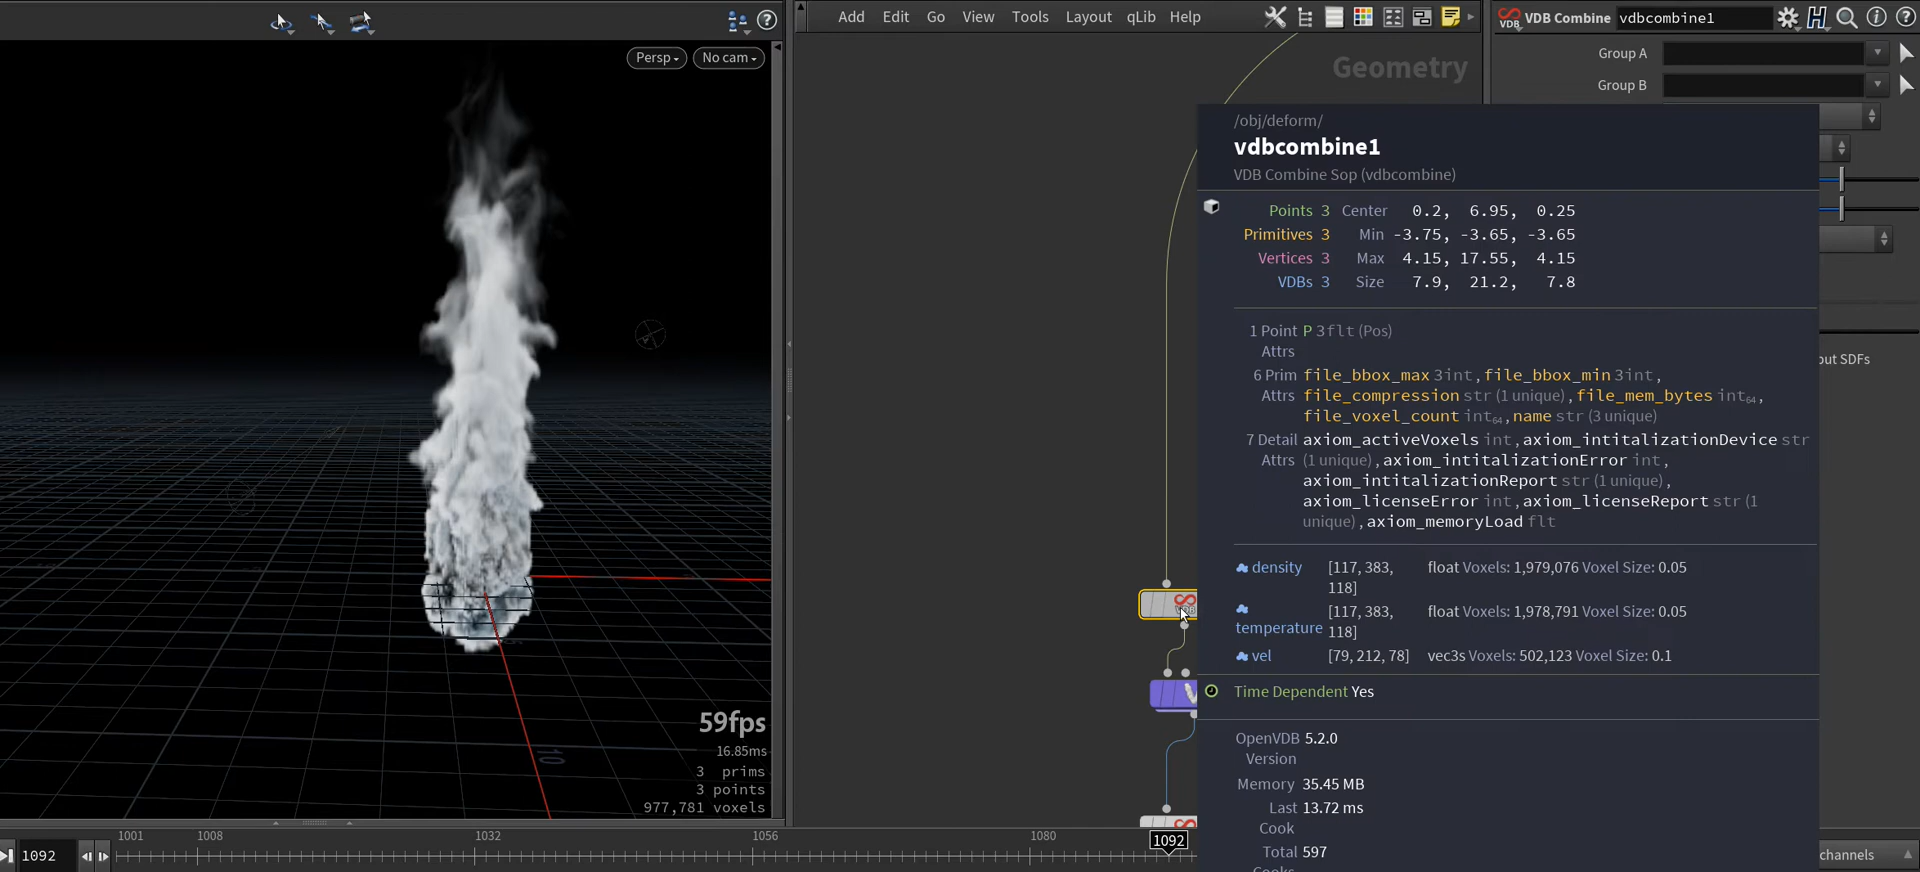 Add Edit Go View Tools Layout qLib Help
VDB Combine vdbcombine1
Persp No cam
Geometry
Group A
Group B
/obj/deform/
vdbcombine1
VDB Combine Sop (vdbcombine)
Points 3 Center 0.2, 6.95, 0.25
Primitives 3 Min -3.75, -3.65, -3.65
Vertices 3 Max 4.15, 17.55, 4.15
VDBs 3 Size 7.9, 21.2, 7.8
1 Point P 3flt (Pos)
Attrs
6 Prim file_bbox_max 3int, file_bbox_min 3int,
Attrs file_compression str (1 unique), file_mem_bytes int64,
file_voxel_count int64, name str (3 unique)
7 Detail axiom_activeVoxels int, axiom_intitalizationDevice str
Attrs (1 unique), axiom_intitalizationError int,
axiom_intitalizationReport str (1 unique),
axiom_licenseError int, axiom_licenseReport str (1
unique), axiom_memoryLoad flt
density [117, 383, float Voxels: 1,979,076 Voxel Size: 0.05
118]
temperature [117, 383, float Voxels: 1,978,791 Voxel Size: 0.05
118]
vel [79, 212, 78] vec3s Voxels: 502,123 Voxel Size: 0.1
Time Dependent Yes
OpenVDB 5.2.0
Version
Memory 35.45 MB
Last 13.72 ms
Cook
Total 597
Cooks
put SDFs
59fps
16.85ms
3 prims
3 points
977,781 voxels
10
1001 1008 1032 1056 1080
1092
1092
channels